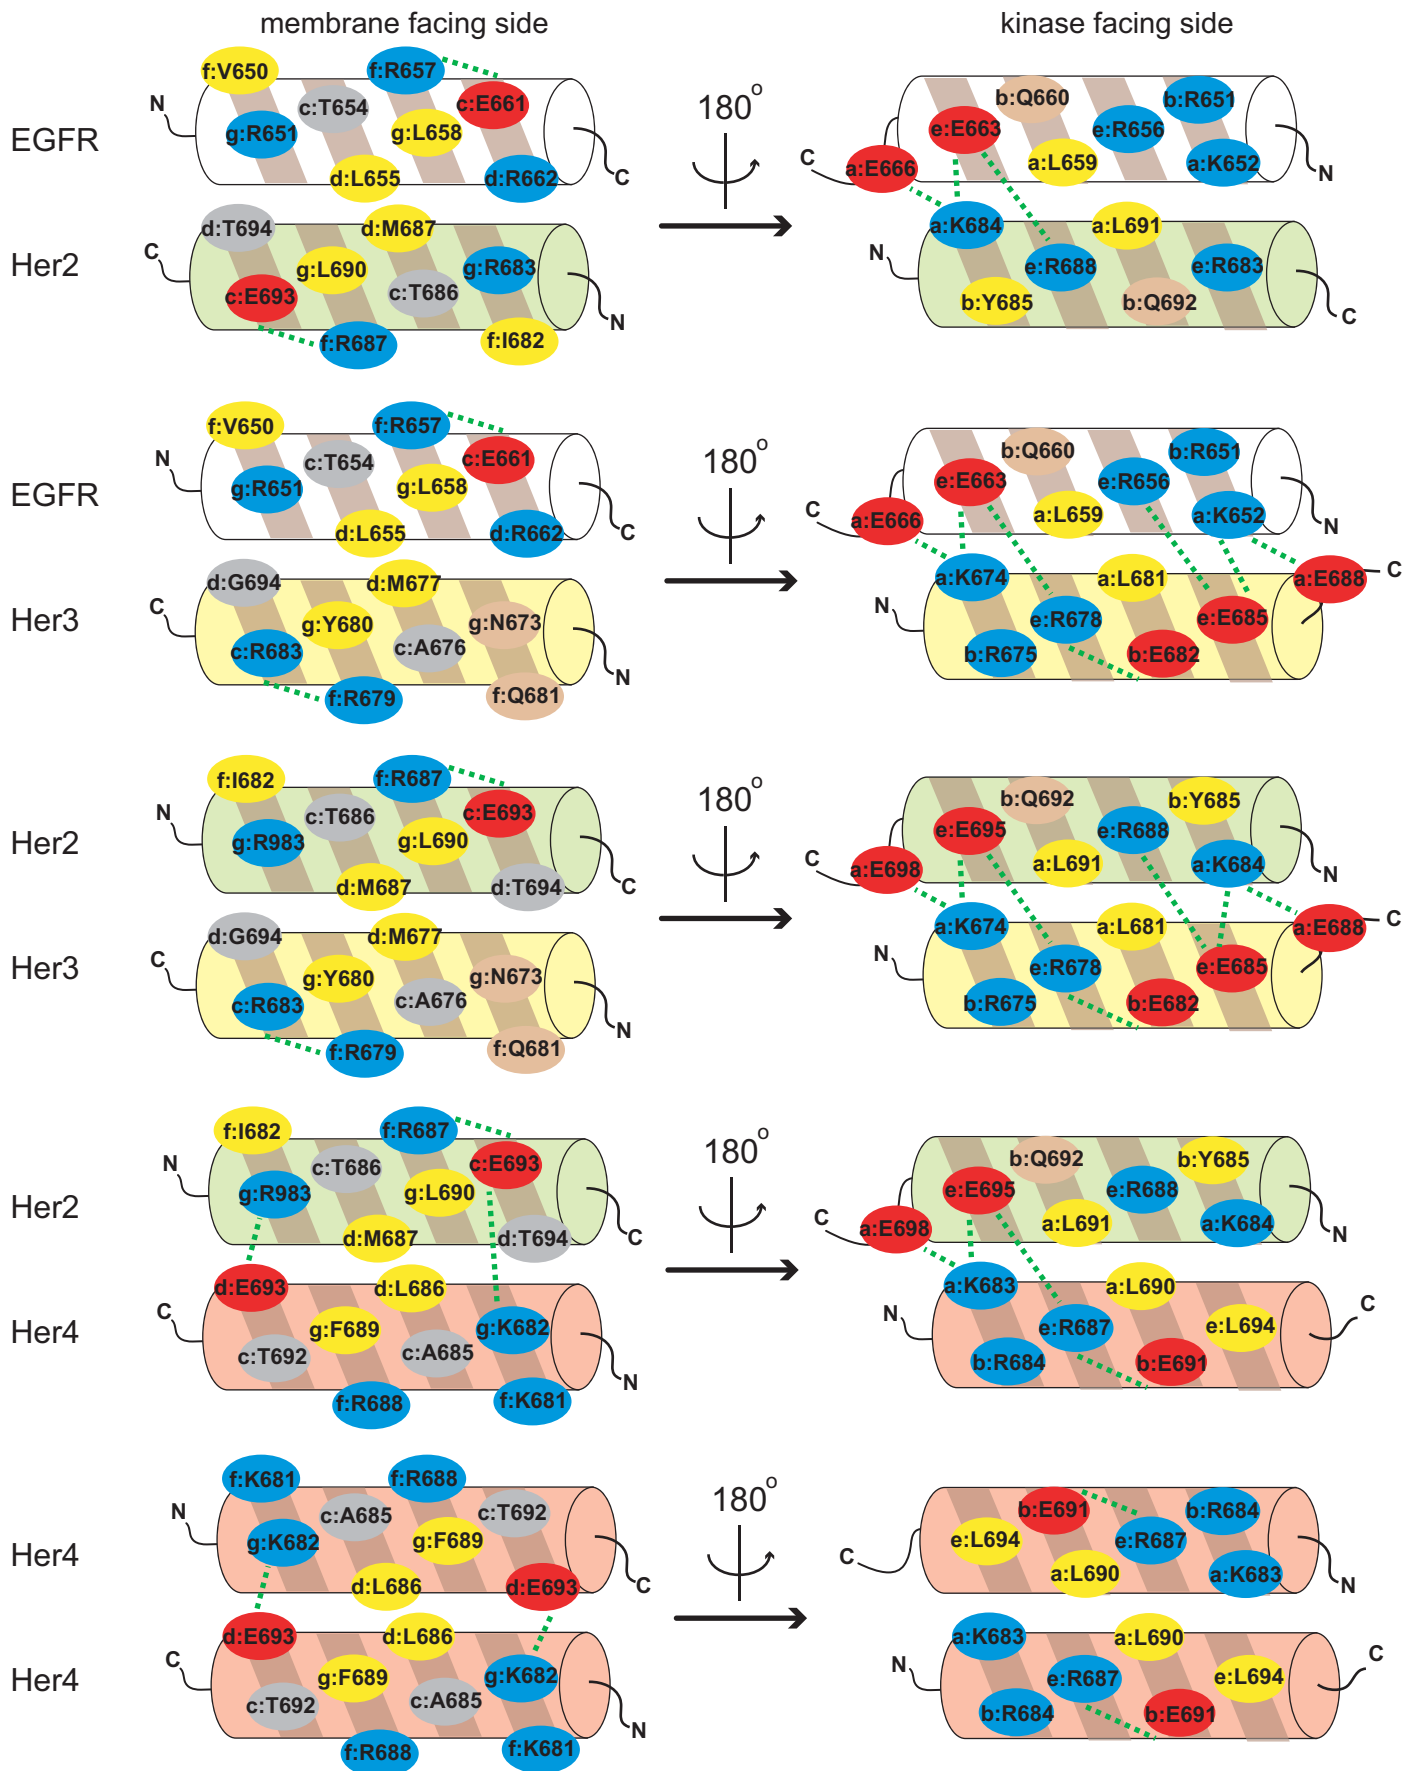 membrane facing side
kinase facing side
EGFR
N
f:V650
f:R657
c:T654
c:E661
g:R651
g:L658
d:L655
d:R662
C
180°
C
b:Q660
b:R651
e:E663
e:R656
a:E666
a:L659
a:K652
N
Her2
C
d:T694
d:M687
g:L690
g:R683
c:E693
c:T686
f:R687
f:I682
N
N
a:K684
a:L691
e:R688
e:R683
b:Y685
b:Q692
C
EGFR
N
f:V650
f:R657
c:T654
c:E661
g:R651
g:L658
d:L655
d:R662
C
180°
C
b:Q660
b:R651
e:E663
e:R656
a:E666
a:L659
a:K652
N
Her3
C
d:G694
d:M677
g:Y680
g:N673
c:R683
c:A676
f:R679
f:Q681
N
N
a:K674
a:L681
a:E688
C
e:R678
e:E685
b:R675
b:E682
Her2
N
f:I682
f:R687
c:T686
c:E693
g:R983
g:L690
d:M687
d:T694
C
180°
C
b:Q692
b:Y685
e:E695
e:R688
a:E698
a:L691
a:K684
N
Her3
C
d:G694
d:M677
g:Y680
g:N673
c:R683
c:A676
f:R679
f:Q681
N
N
a:K674
a:L681
a:E688
C
e:R678
e:E685
b:R675
b:E682
Her2
N
f:I682
f:R687
c:T686
c:E693
g:R983
g:L690
d:M687
d:T694
C
180°
C
b:Q692
b:Y685
e:E695
e:R688
a:E698
a:L691
a:K684
N
Her4
C
d:E693
d:L686
g:F689
g:K682
c:T692
c:A685
f:R688
f:K681
N
N
a:K683
a:L690
C
e:R687
e:L694
b:R684
b:E691
Her4
N
f:K681
f:R688
c:A685
c:T692
g:K682
g:F689
d:L686
d:E693
C
180°
C
b:E691
b:R684
e:L694
e:R687
a:L690
a:K683
N
Her4
C
d:E693
d:L686
g:F689
g:K682
c:T692
c:A685
f:R688
f:K681
N
N
a:K683
a:L690
C
e:R687
e:L694
b:R684
b:E691